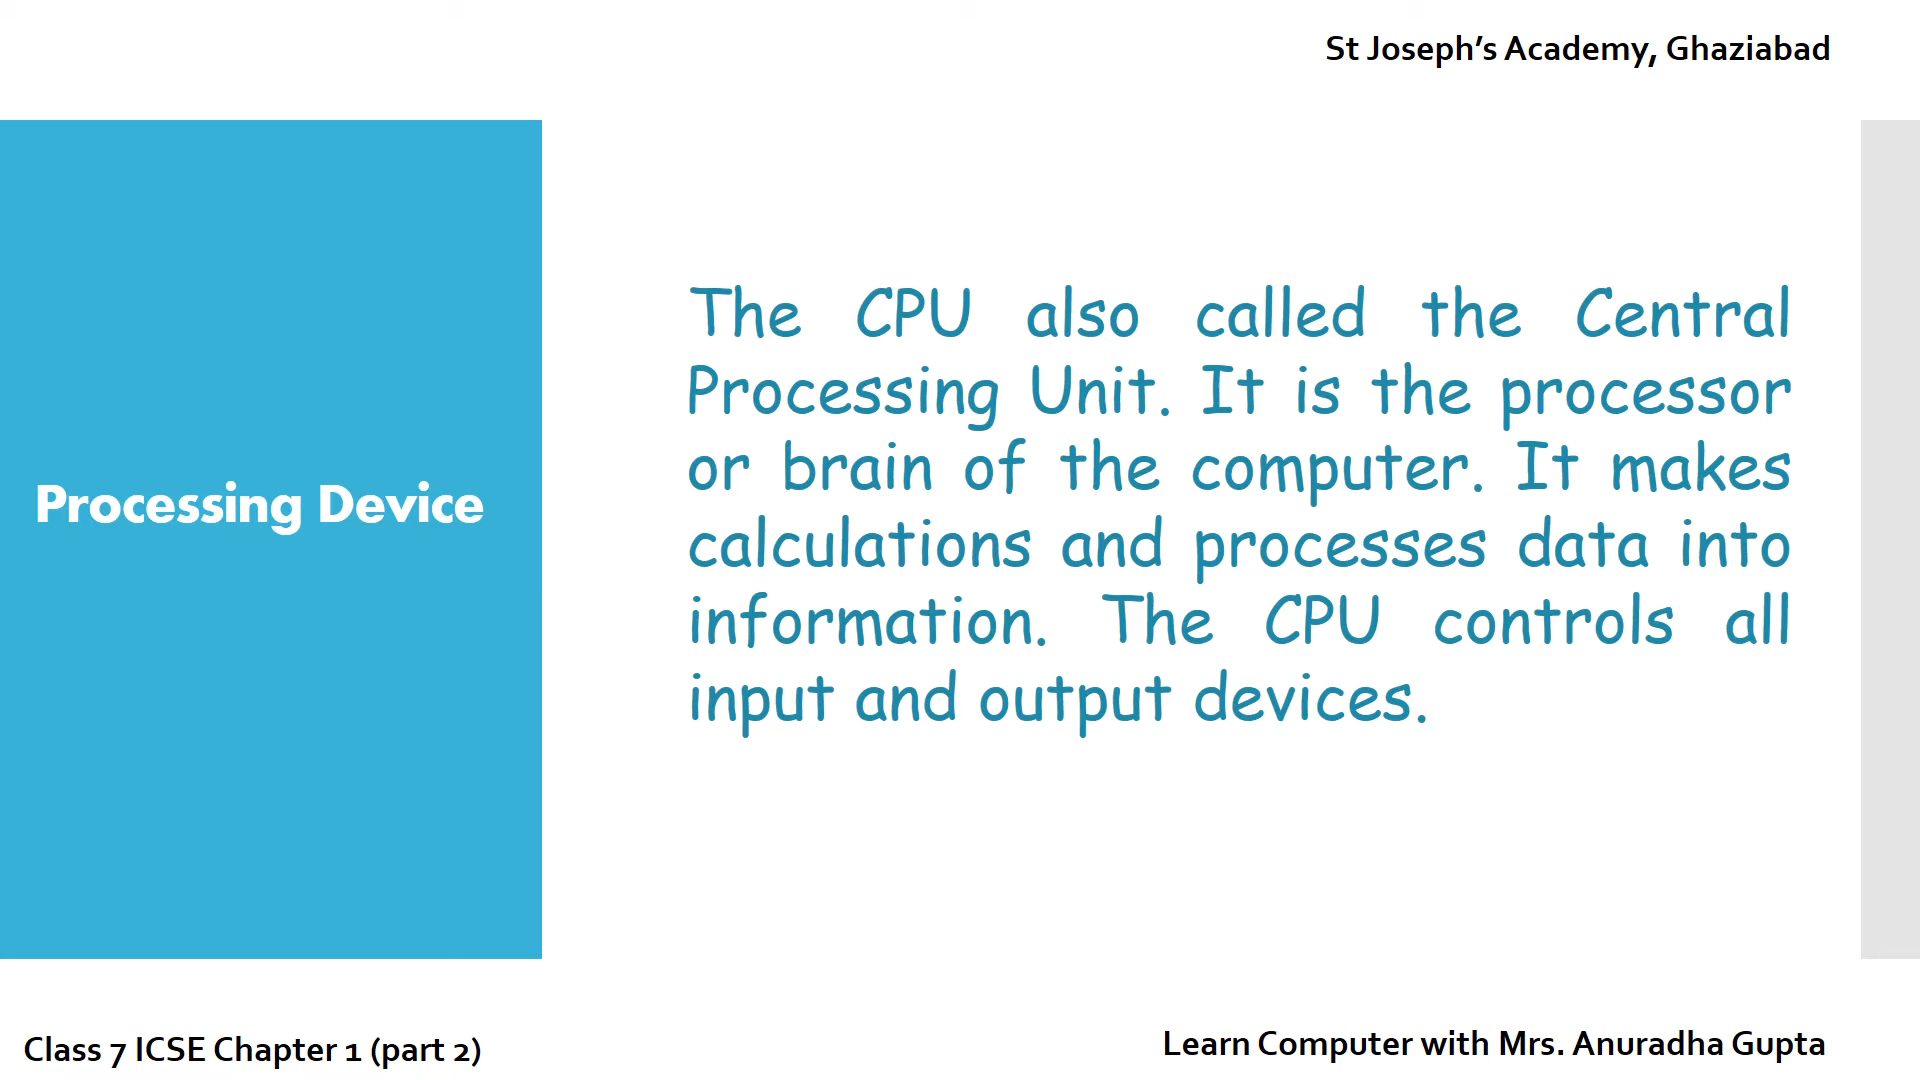 St Joseph's Academy, Ghaziabad
Processing Device
The CPU also called the Central
Processing Unit. It is the processor
or brain of the computer. It makes
calculations and processes data into
information. The CPU controls all
input and output devices.
Class 7 ICSE Chapter 1 (part 2)
Learn Computer with Mrs. Anuradha Gupta